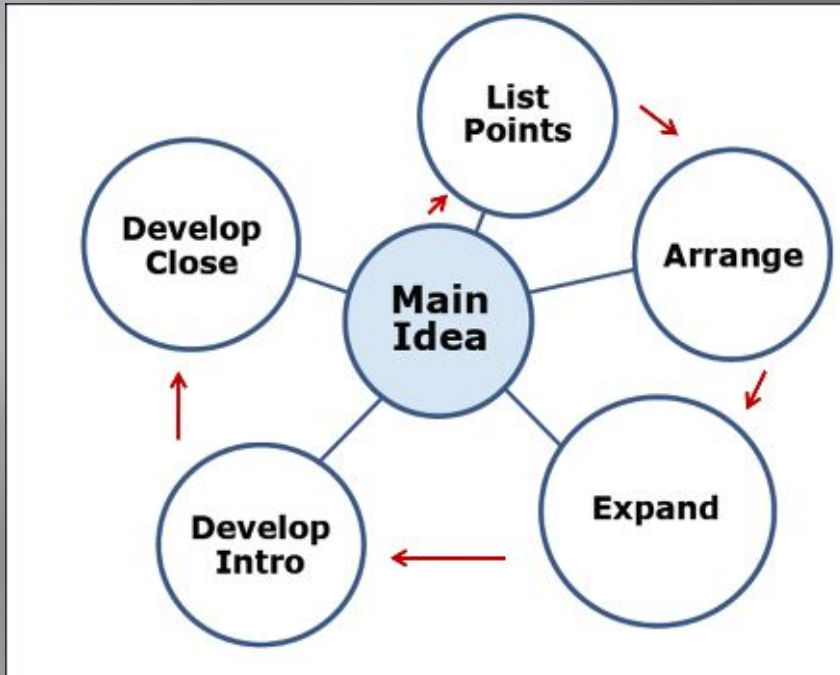 Main
Idea
List
Points
Arrange
Expand
Develop
Intro
Develop
Close